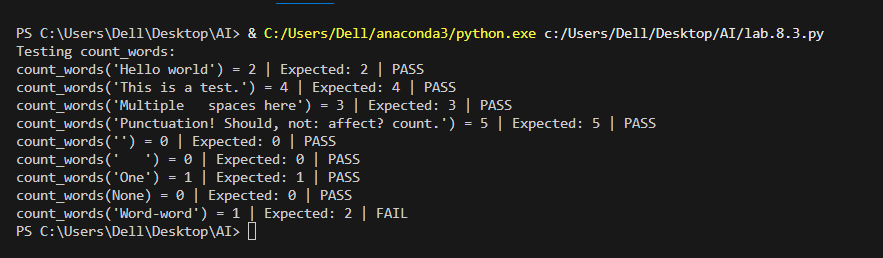 PS C:\Users\Dell\Desktop\AI> & C:/Users/Dell/anaconda3/python.exe c:/Users/Dell/Desktop/AI/lab.8.3.py
Testing count_words:
count_words('Hello world') = 2 | Expected: 2 | PASS
count_words('This is a test.') = 4 | Expected: 4 | PASS
count_words('Multiple   spaces here') = 3 | Expected: 3 | PASS
count_words('Punctuation! Should, not: affect? count.') = 5 | Expected: 5 | PASS
count_words('') = 0 | Expected: 0 | PASS
count_words('   ') = 0 | Expected: 0 | PASS
count_words('One') = 1 | Expected: 1 | PASS
count_words(None) = 0 | Expected: 0 | PASS
count_words('Word-word') = 1 | Expected: 2 | FAIL
PS C:\Users\Dell\Desktop\AI>